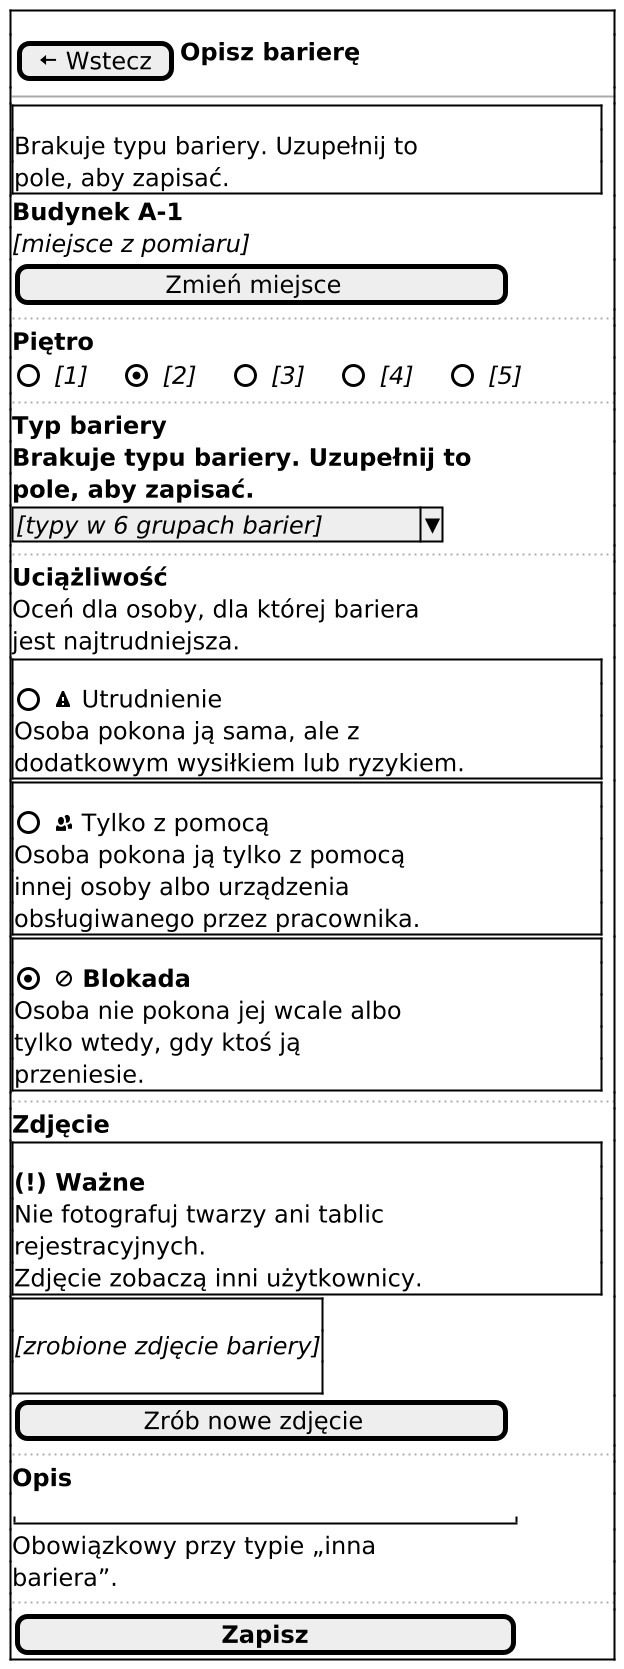 ← Wstecz Opisz barierę
Brakuje typu bariery. Uzupełnij to
pole, aby zapisać.
Budynek A-1
[miejsce z pomiaru]
Zmień miejsce
Piętro
[1] [2] [3] [4] [5]
Typ bariery
Brakuje typu bariery. Uzupełnij to
pole, aby zapisać.
[typy w 6 grupach barier] ▼
Uciążliwość
Oceń dla osoby, dla której bariera
jest najtrudniejsza.
Utrudnienie
Osoba pokona ją sama, ale z
dodatkowym wysiłkiem lub ryzykiem.
Tylko z pomocą
Osoba pokona ją tylko z pomocą
innej osoby albo urządzenia
obsługiwanego przez pracownika.
Blokada
Osoba nie pokona jej wcale albo
tylko wtedy, gdy ktoś ją
przeniesie.
Zdjęcie
(!) Ważne
Nie fotografuj twarzy ani tablic
rejestracyjnych.
Zdjęcie zobaczą inni użytkownicy.
[zrobione zdjęcie bariery]
Zrób nowe zdjęcie
Opis
Obowiązkowy przy typie „inna
bariera”.
Zapisz